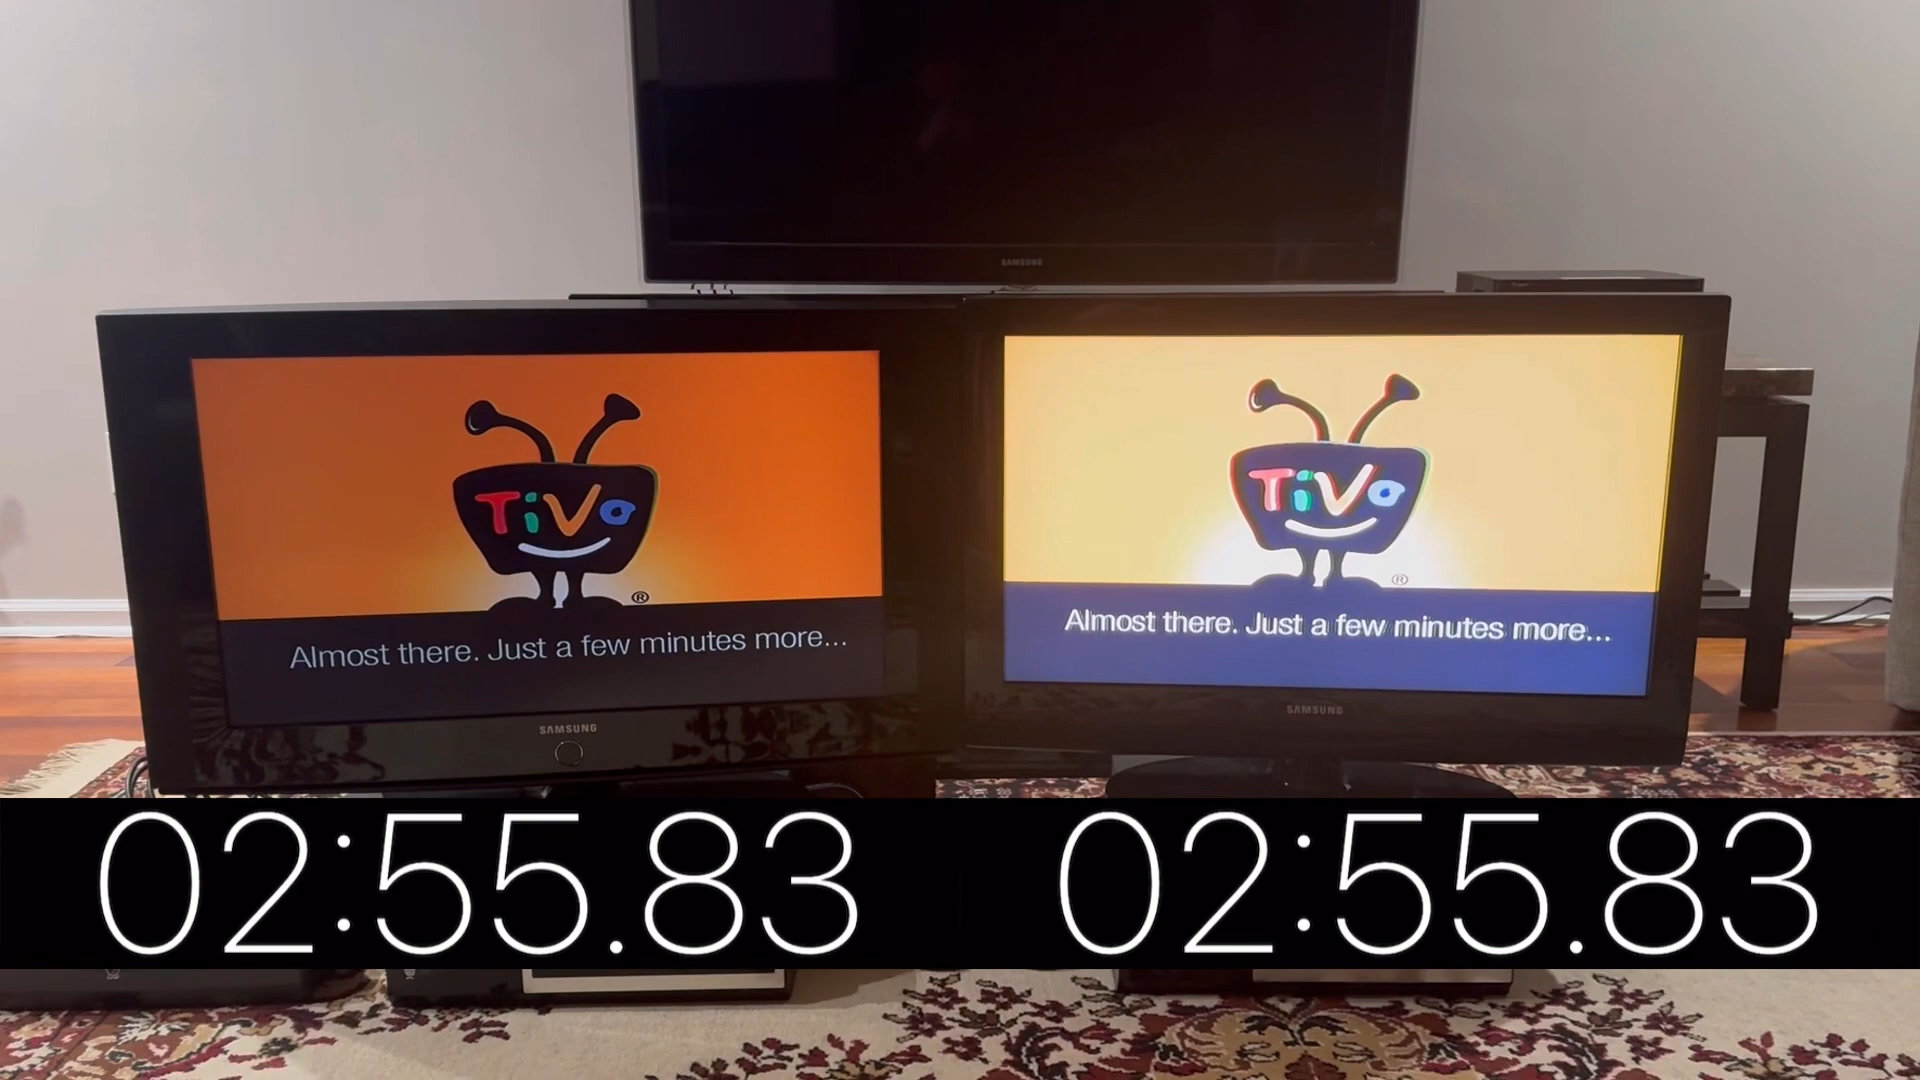 SAMSUNG
TiVo
®
Almost there. Just a few minutes more...
SAMSUNG
TiVo
®
Almost there. Just a few minutes more...
SAMSUNG
02:55.83
02:55.83